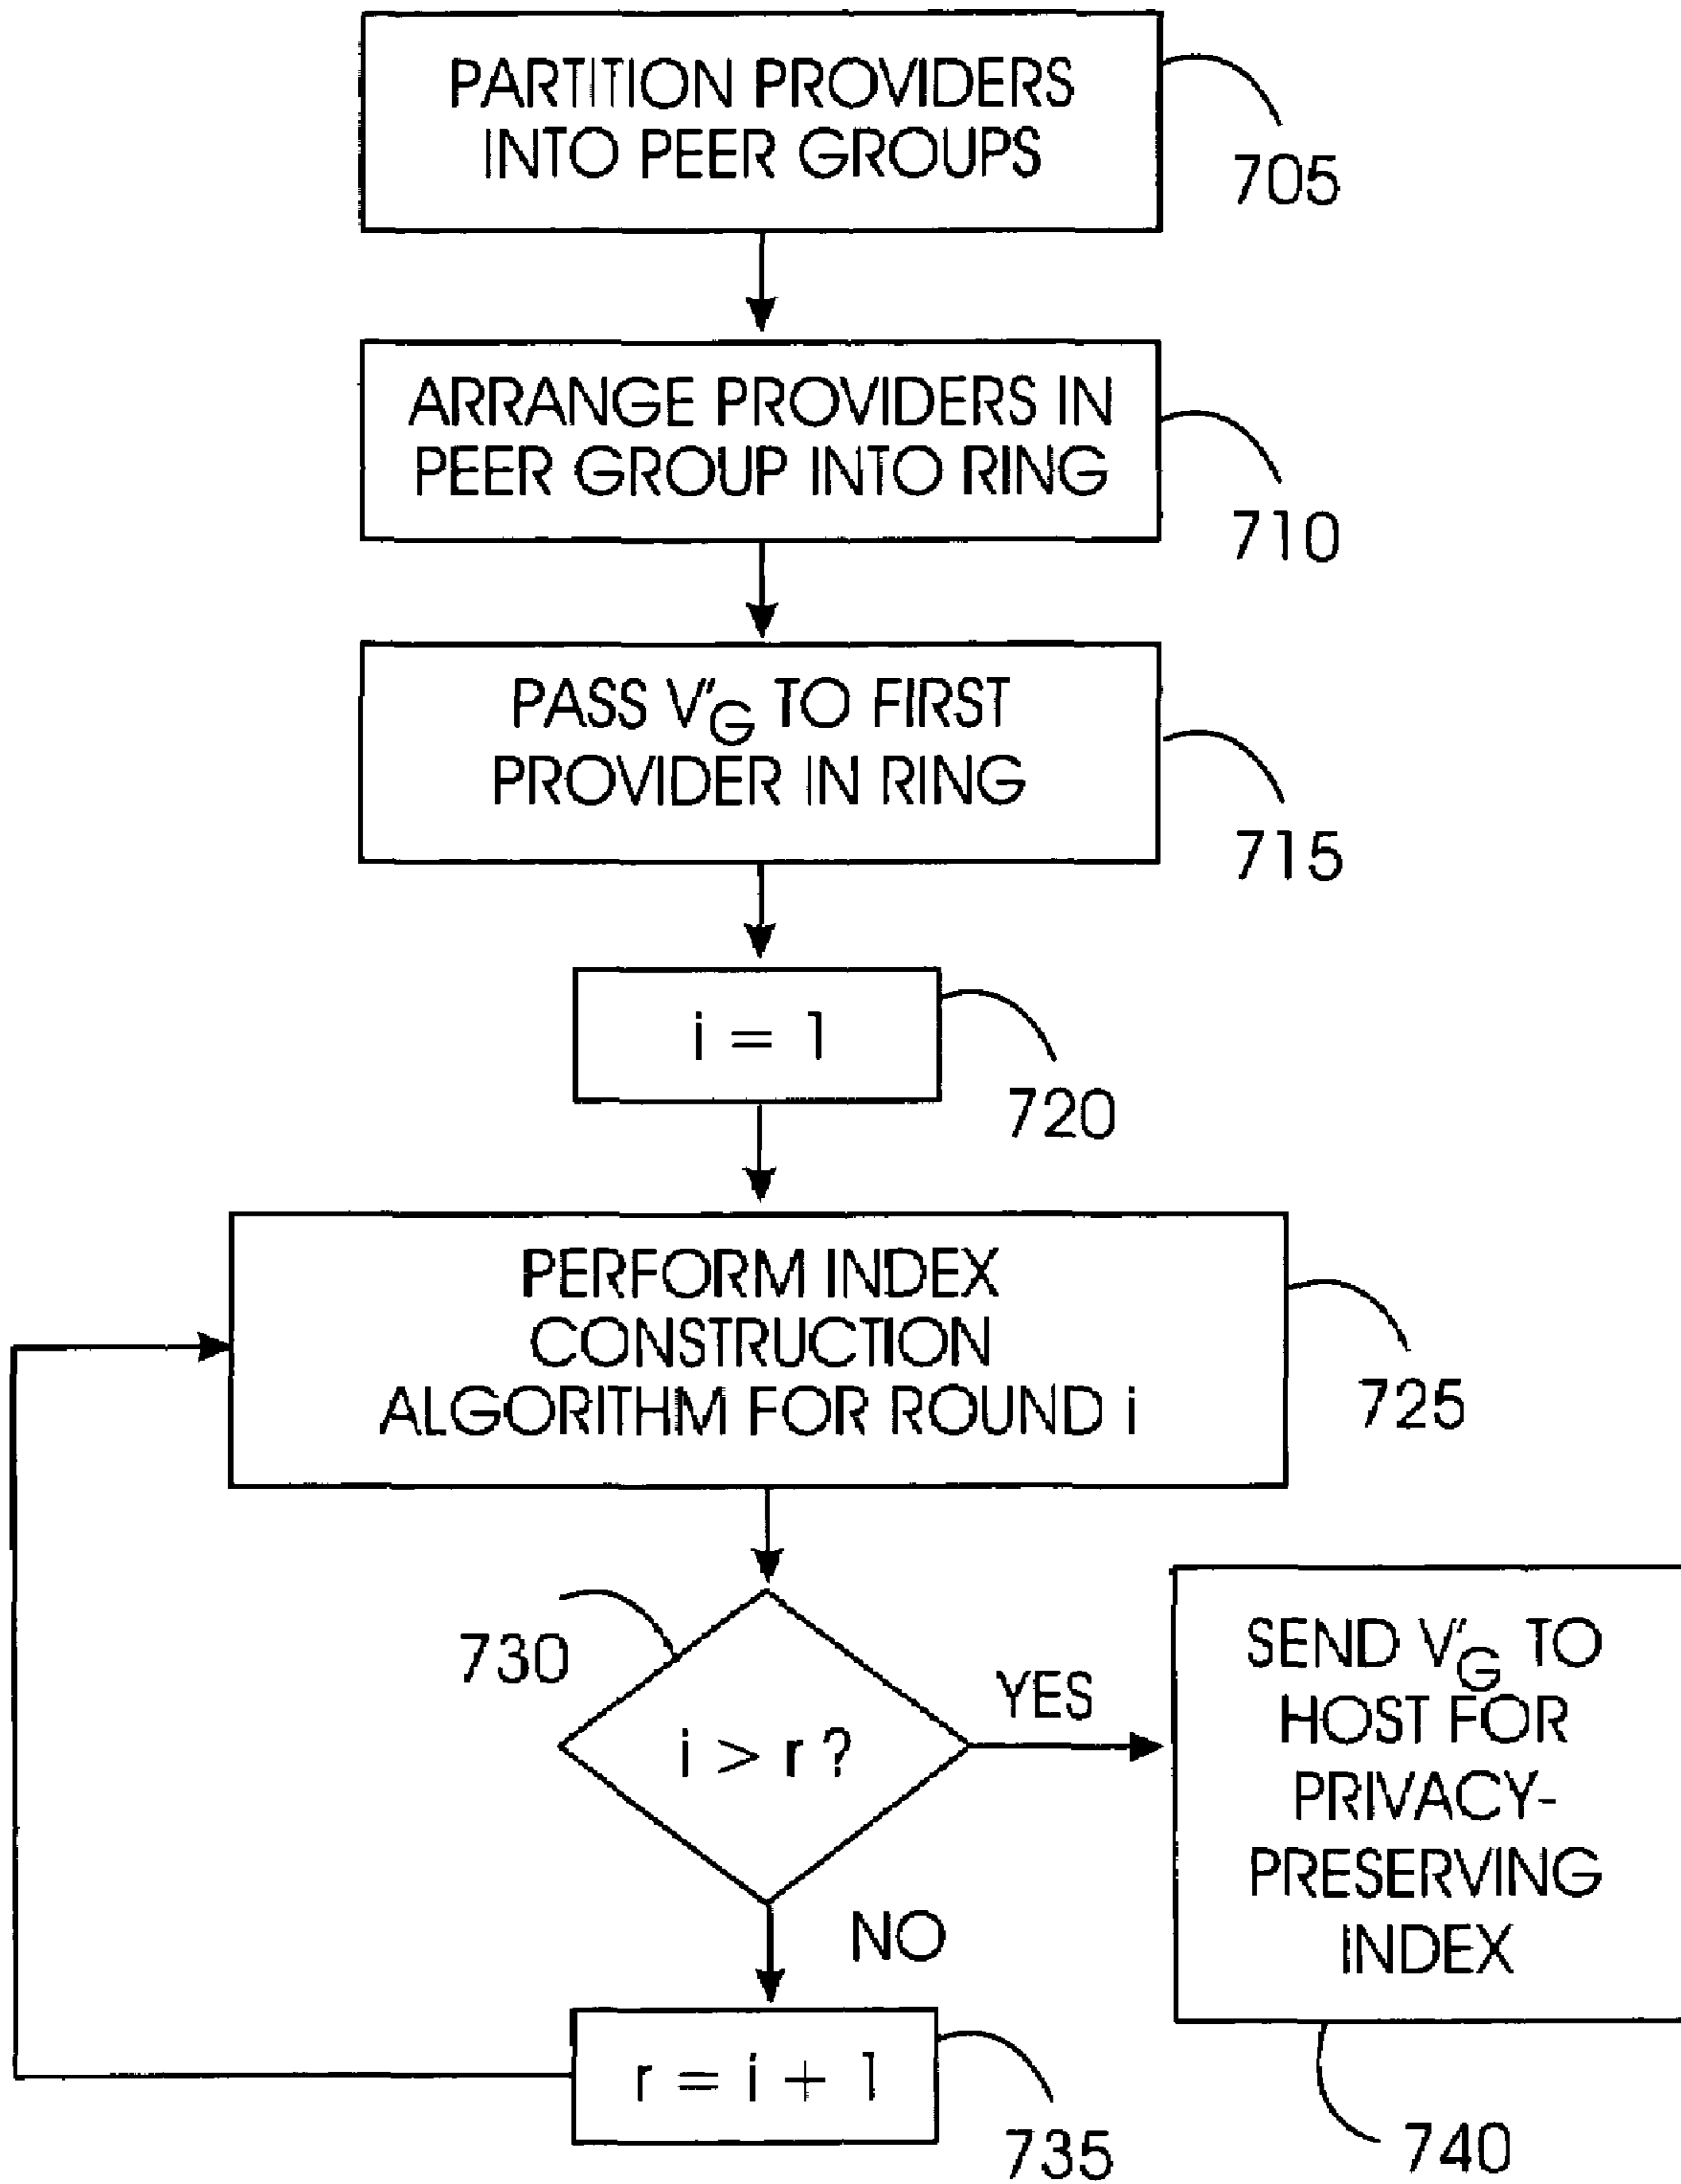 PARTITION PROVIDERS
INTO PEER GROUPS
705
ARRANGE PROVIDERS IN
PEER GROUP INTO RING
710
PASS V'G TO FIRST
PROVIDER IN RING
715
i = 1
720
PERFORM INDEX
CONSTRUCTION
ALGORITHM FOR ROUND i
725
730
i > r ?
YES
NO
SEND V'G TO
HOST FOR
PRIVACY-
PRESERVING
INDEX
740
r = i + 1
735